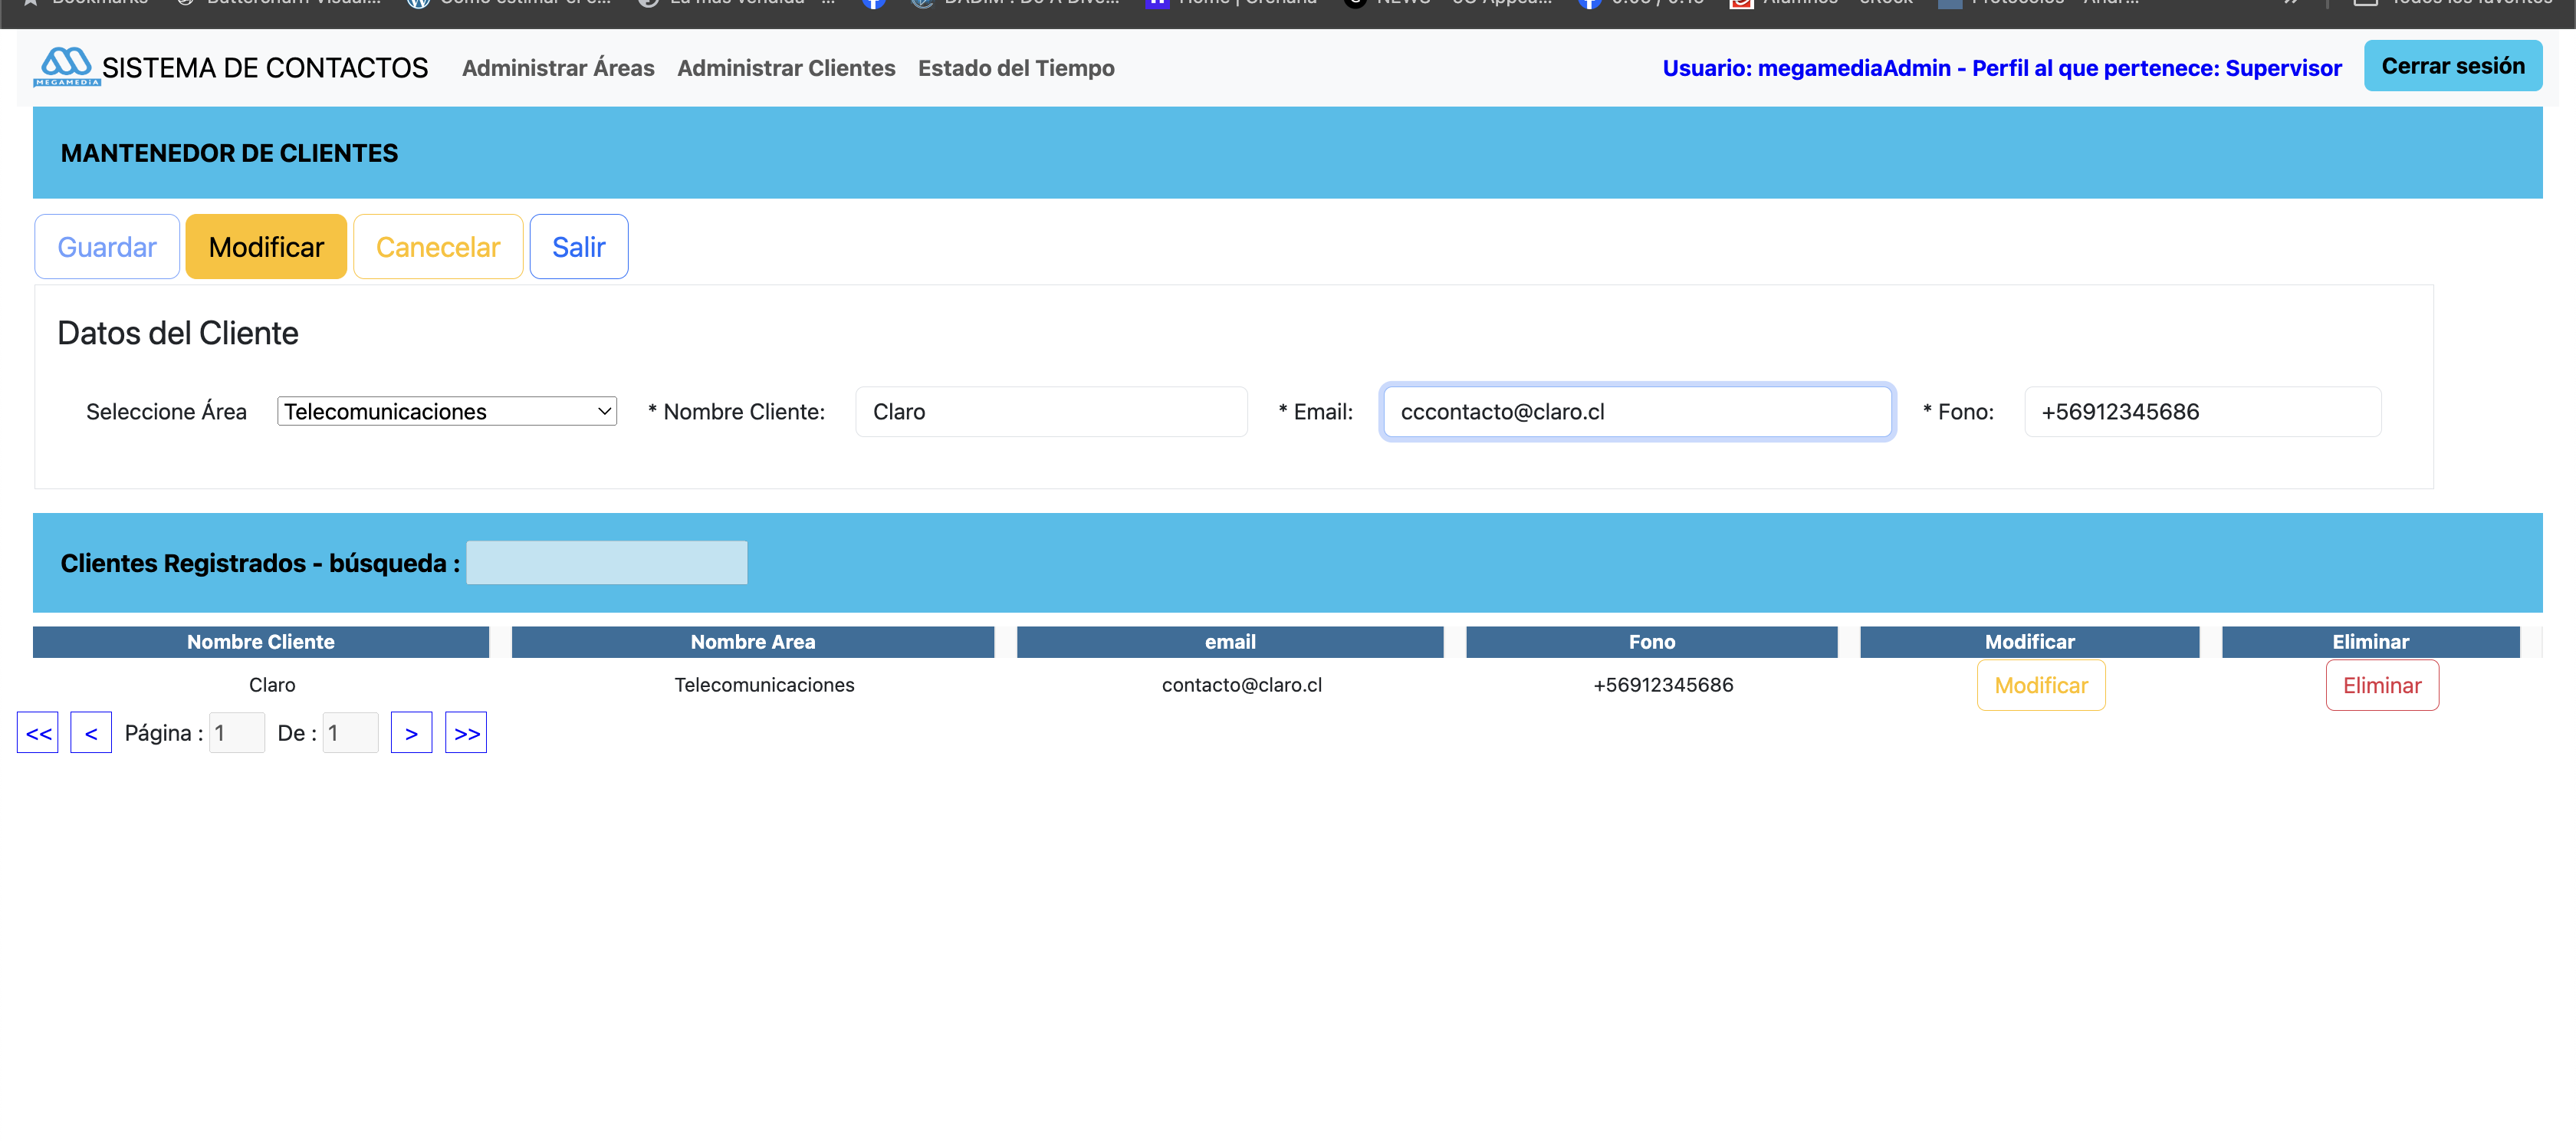 MEGAMEDIA SISTEMA DE CONTACTOS Administrar Áreas Administrar Clientes Estado del Tiempo Usuario: megamediaAdmin - Perfil al que pertenece: Supervisor Cerrar sesión
MANTENEDOR DE CLIENTES
Guardar Modificar Canecelar Salir
Datos del Cliente
Seleccione Área Telecomunicaciones * Nombre Cliente: Claro * Email: cccontacto@claro.cl * Fono: +56912345686
Clientes Registrados - búsqueda :
Nombre Cliente Nombre Area email Fono Modificar Eliminar
Claro Telecomunicaciones contacto@claro.cl +56912345686 Modificar Eliminar
<< < Página : 1 De : 1 > >>